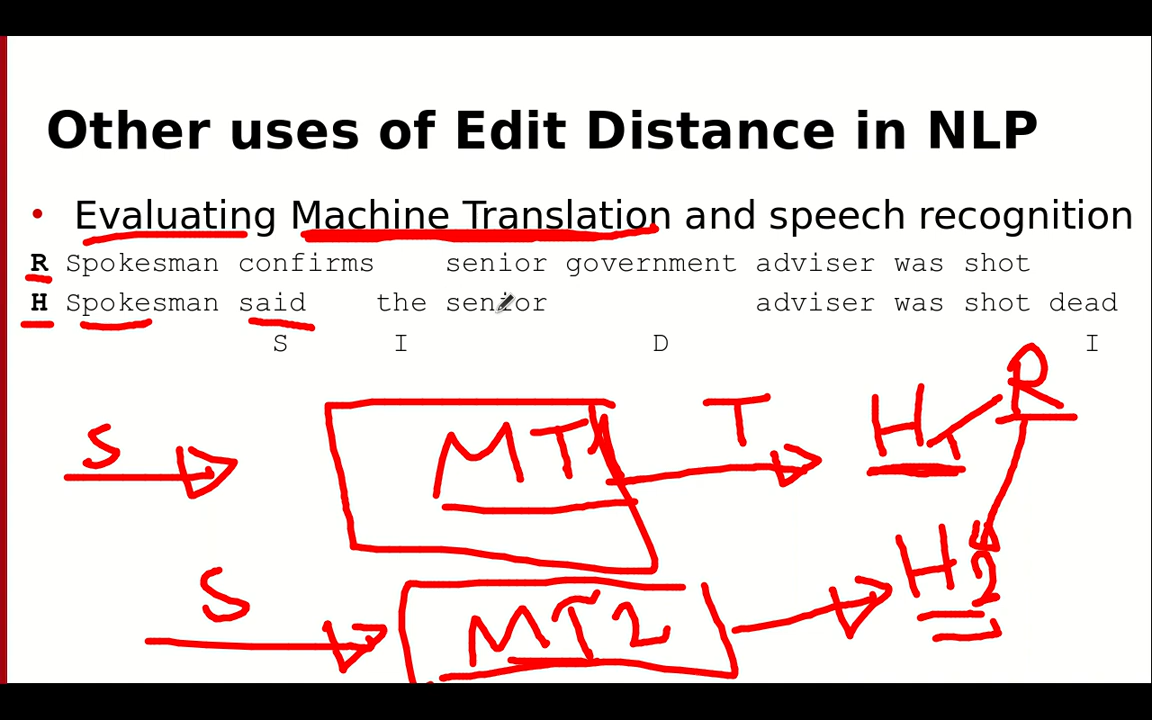 Other uses of Edit Distance in NLP
• Evaluating Machine Translation and speech recognition
R Spokesman confirms senior government adviser was shot
H Spokesman said the senior adviser was shot dead
S I D I
S MT1 T H1 R
S MT2 H2